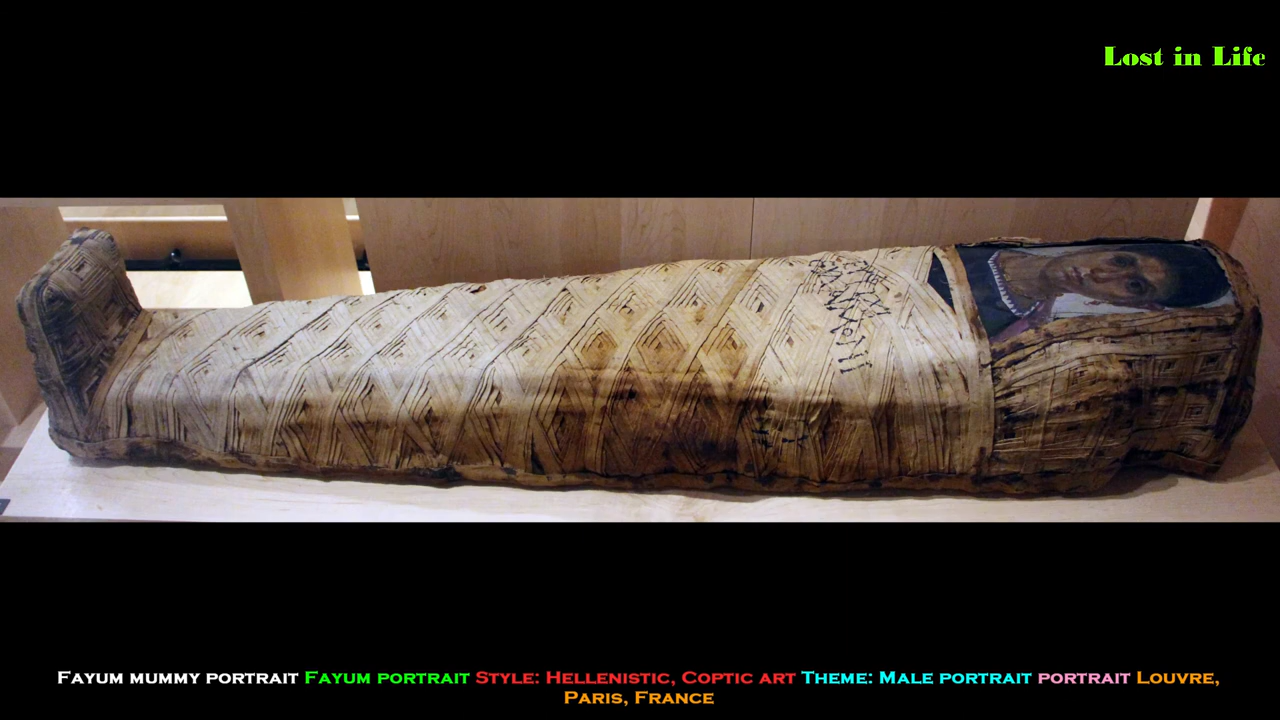 Lost in Life
Fayum mummy portrait Fayum portrait Style: Hellenistic, Coptic art Theme: Male portrait portrait Louvre,
Paris, France